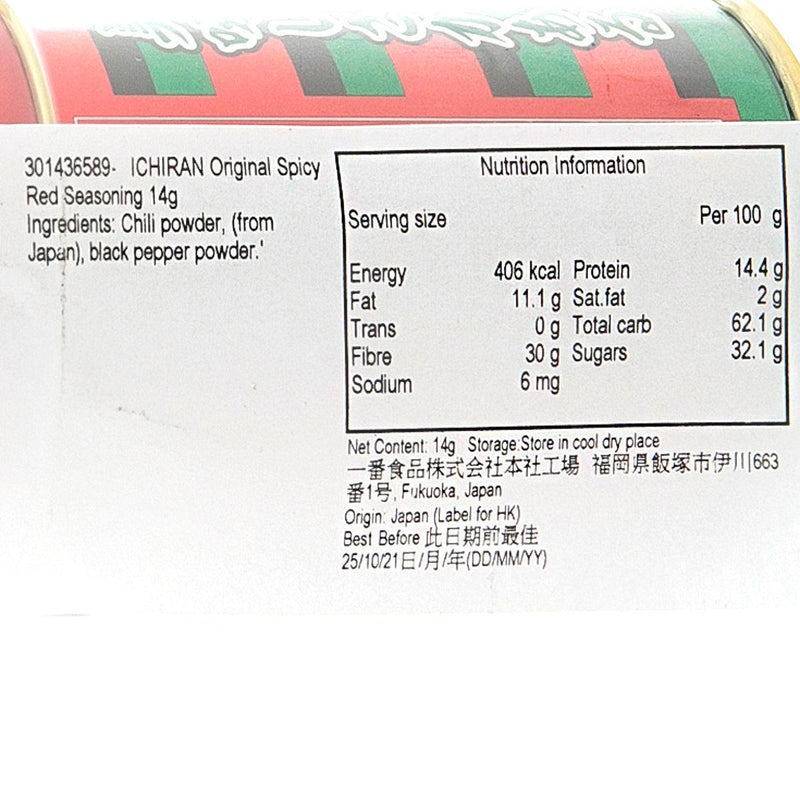 301436589- ICHIRAN Original Spicy
Red Seasoning 14g
Ingredients: Chili powder, (from
Japan), black pepper powder.'
Nutrition Information
Serving size Per 100 g
Energy 406 kcal Protein 14.4 g
Fat 11.1 g Sat.fat 2 g
Trans 0 g Total carb 62.1 g
Fibre 30 g Sugars 32.1 g
Sodium 6 mg
Net Content: 14g Storage:Store in cool dry place
一番食品株式会社本社工場 福岡県飯塚市伊川663
番1号, Fukuoka, Japan
Origin: Japan (Label for HK)
Best Before 此日期前最佳
25/10/21日/月/年(DD/MM/YY)